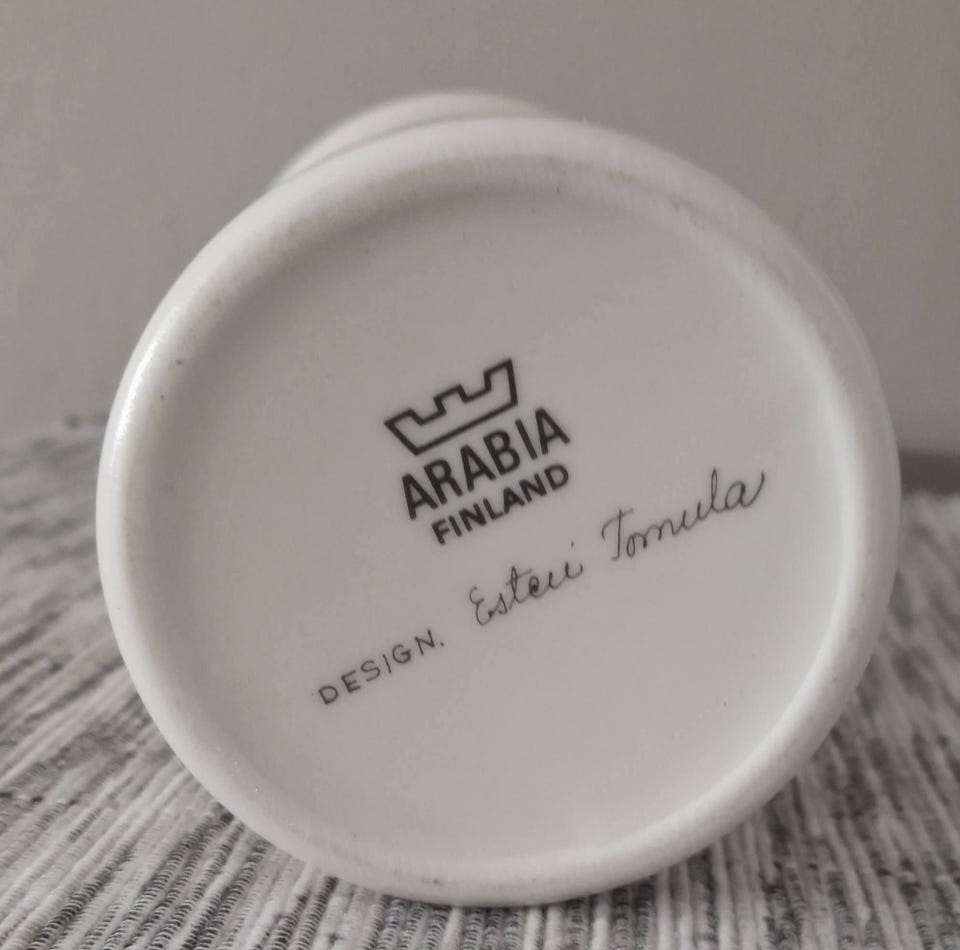 ARABIA
FINLAND
DESIGN. Esteri Tomula